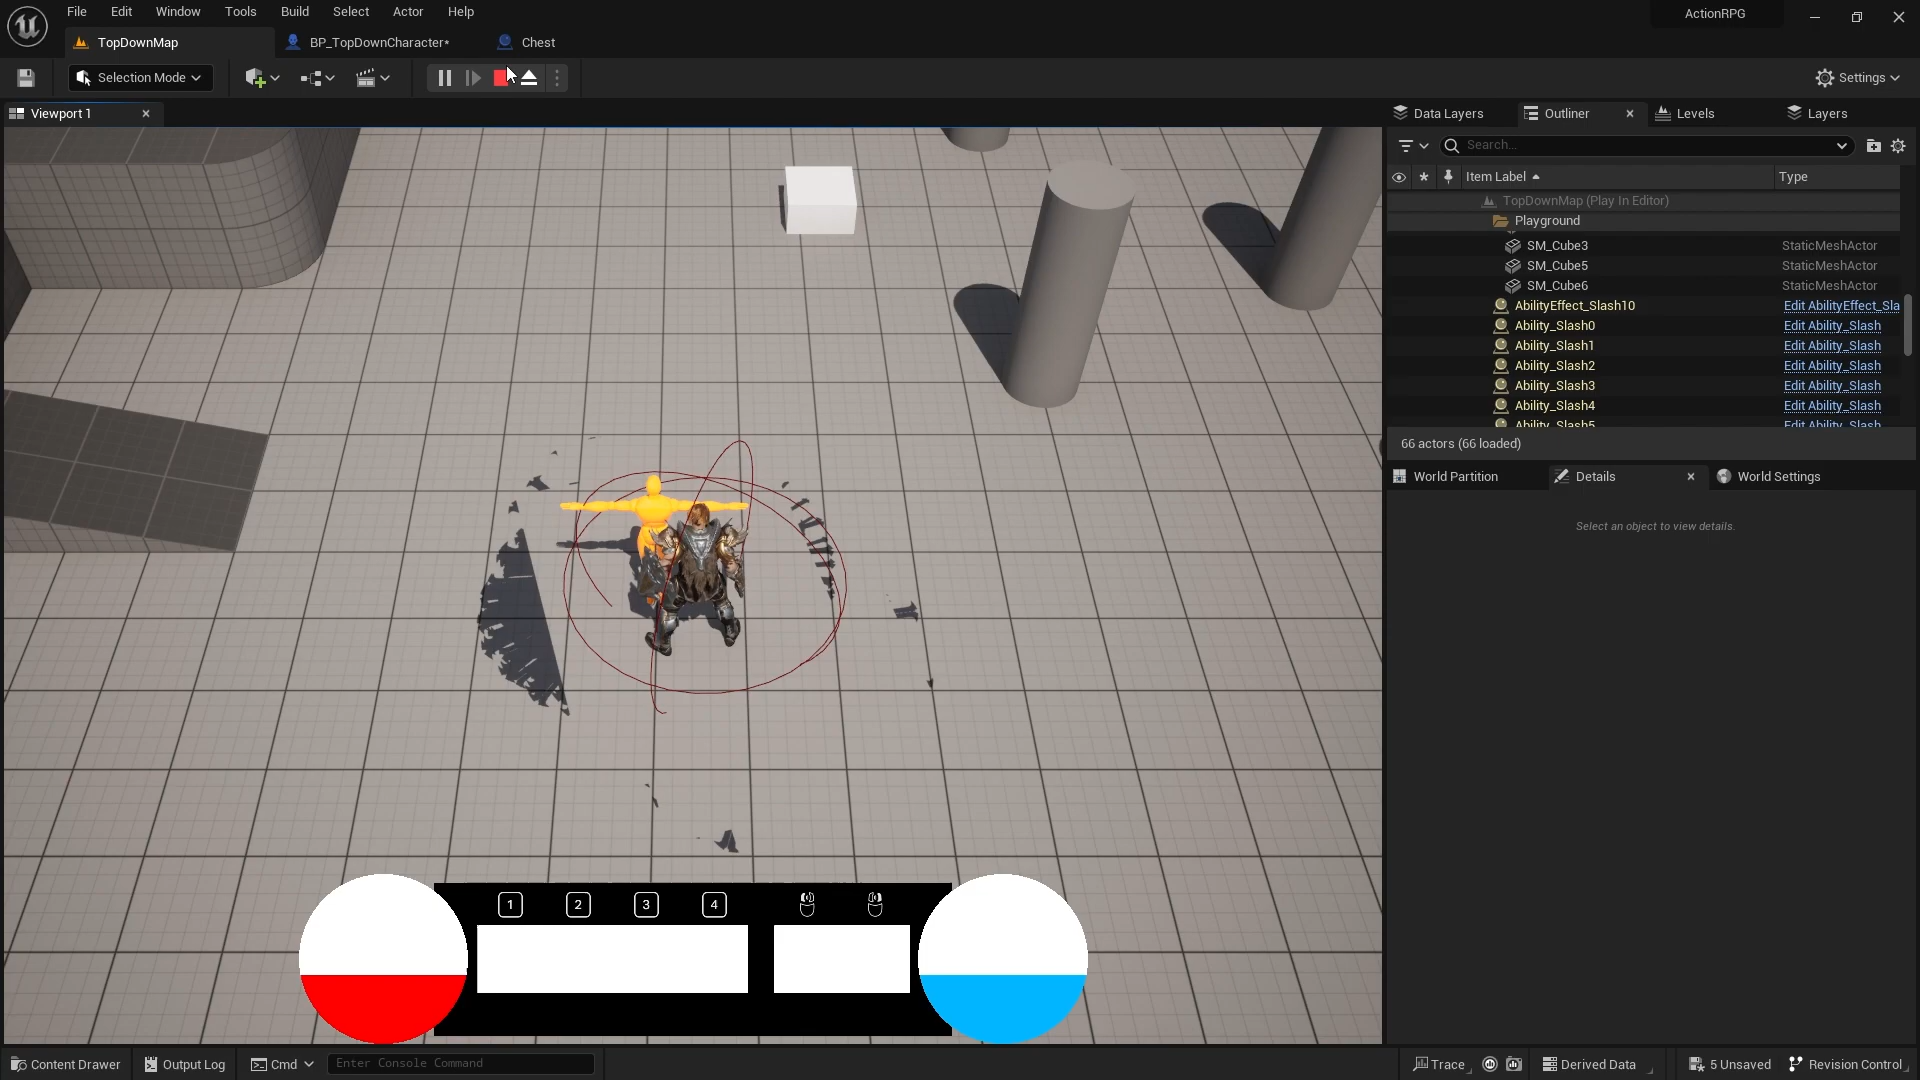 File Edit Window Tools Build Select Actor Help
ActionRPG
TopDownMap BP_TopDownCharacter* Chest
Selection Mode
Settings
Viewport 1
Data Layers Outliner Levels Layers
Search...
Item Label Type
TopDownMap (Play In Editor)
Playground
SM_Cube3 StaticMeshActor
SM_Cube5 StaticMeshActor
SM_Cube6 StaticMeshActor
AbilityEffect_Slash10 Edit AbilityEffect_Sla
Ability_Slash0 Edit Ability_Slash
Ability_Slash1 Edit Ability_Slash
Ability_Slash2 Edit Ability_Slash
Ability_Slash3 Edit Ability_Slash
Ability_Slash4 Edit Ability_Slash
Ability_Slash5 Edit Ability_Slash
66 actors (66 loaded)
World Partition Details World Settings
Select an object to view details.
1 2 3 4
Content Drawer Output Log Cmd Enter Console Command
Trace Derived Data 5 Unsaved Revision Control